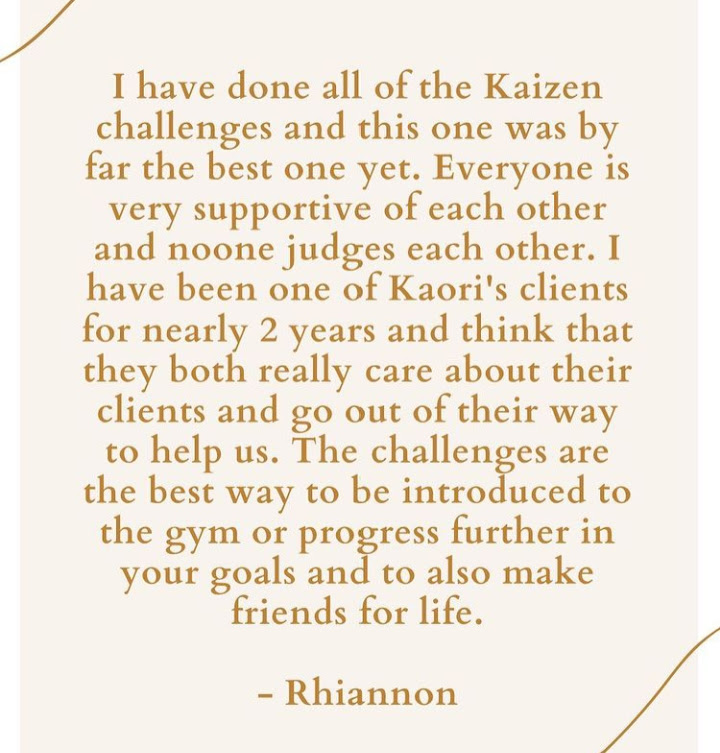 I have done all of the Kaizen
challenges and this one was by
far the best one yet. Everyone is
very supportive of each other
and noone judges each other. I
have been one of Kaori's clients
for nearly 2 years and think that
they both really care about their
clients and go out of their way
to help us. The challenges are
the best way to be introduced to
the gym or progress further in
your goals and to also make
friends for life.
- Rhiannon